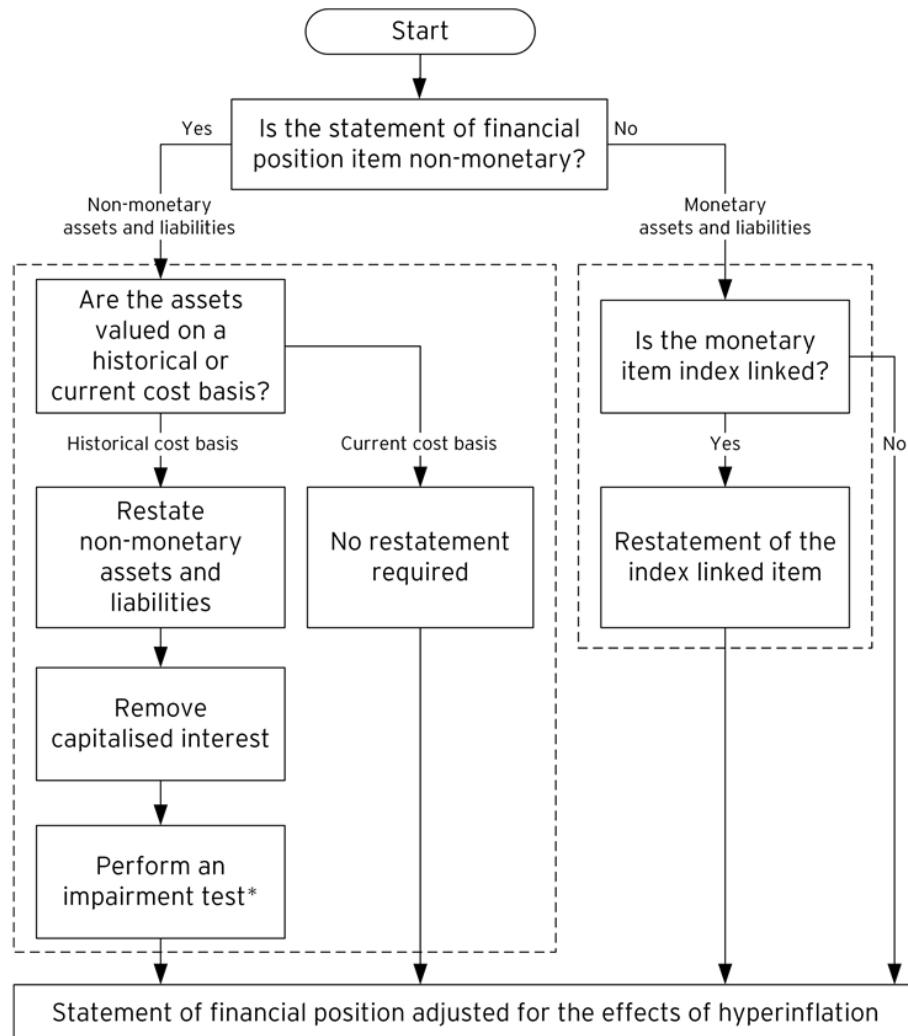 Start
Is the statement of financial
position item non-monetary?
Yes
No
Non-monetary
assets and liabilities
Monetary
assets and liabilities
Are the assets
valued on a
historical or
current cost basis?
Is the monetary
item index linked?
Historical cost basis
Current cost basis
Yes
No
Restate
non-monetary
assets and
liabilities
No restatement
required
Restatement of the
index linked item
Remove
capitalised interest
Perform an
impairment test*
Statement of financial position adjusted for the effects of hyperinflation